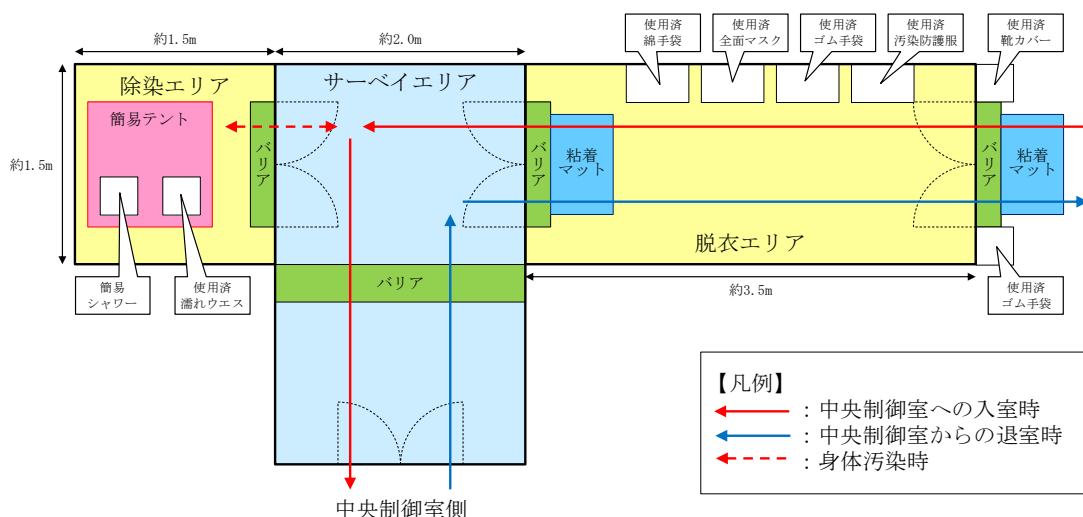 約1.5m
約2.0m
使用済
綿手袋
使用済
全面マスク
使用済
ゴム手袋
使用済
汚染防護服
使用済
靴カバー
約1.5m
除染エリア
簡易テント
バリア
サーベイエリア
バリア
粘着
マット
バリア
粘着
マット
脱衣エリア
簡易
シャワー
使用済
濡れウエス
バリア
約3.5m
使用済
ゴム手袋
【凡例】
：中央制御室への入室時
：中央制御室からの退室時
：身体汚染時
中央制御室側